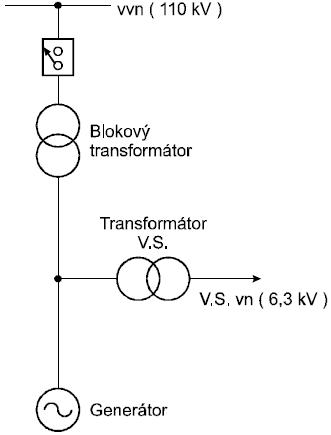 vvn ( 110 kV )
Blokový
transformátor
Transformátor
V.S.
V.S. vn ( 6,3 kV )
Generátor